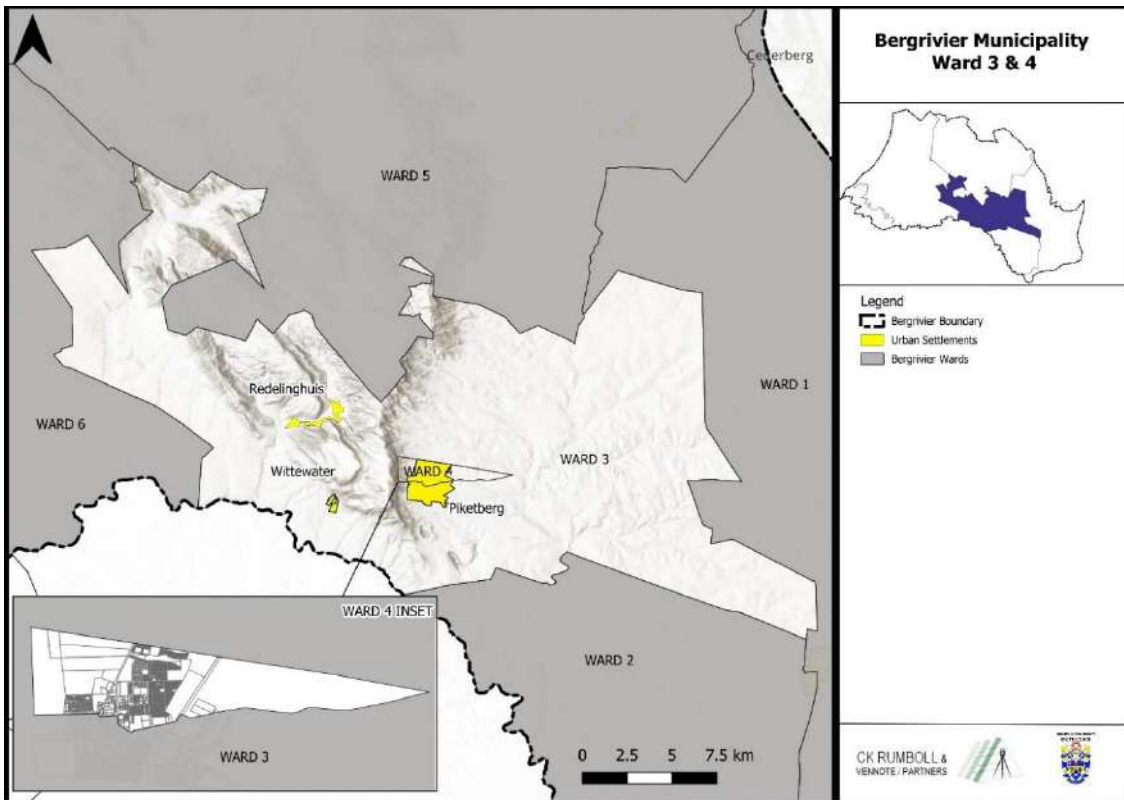 Cederberg
WARD 5
WARD 1
Redelinghuis
WARD 6
WARD 4
WARD 3
Wittewater
Piketberg
WARD 4 INSET
WARD 3
WARD 2
0 2.5 5 7.5 km
Bergrivier Municipality
Ward 3 & 4
Legend
Bergrivier Boundary
Urban Settlements
Bergrivier Wards
CK RUMBOLL &
VENNOTE / PARTNERS